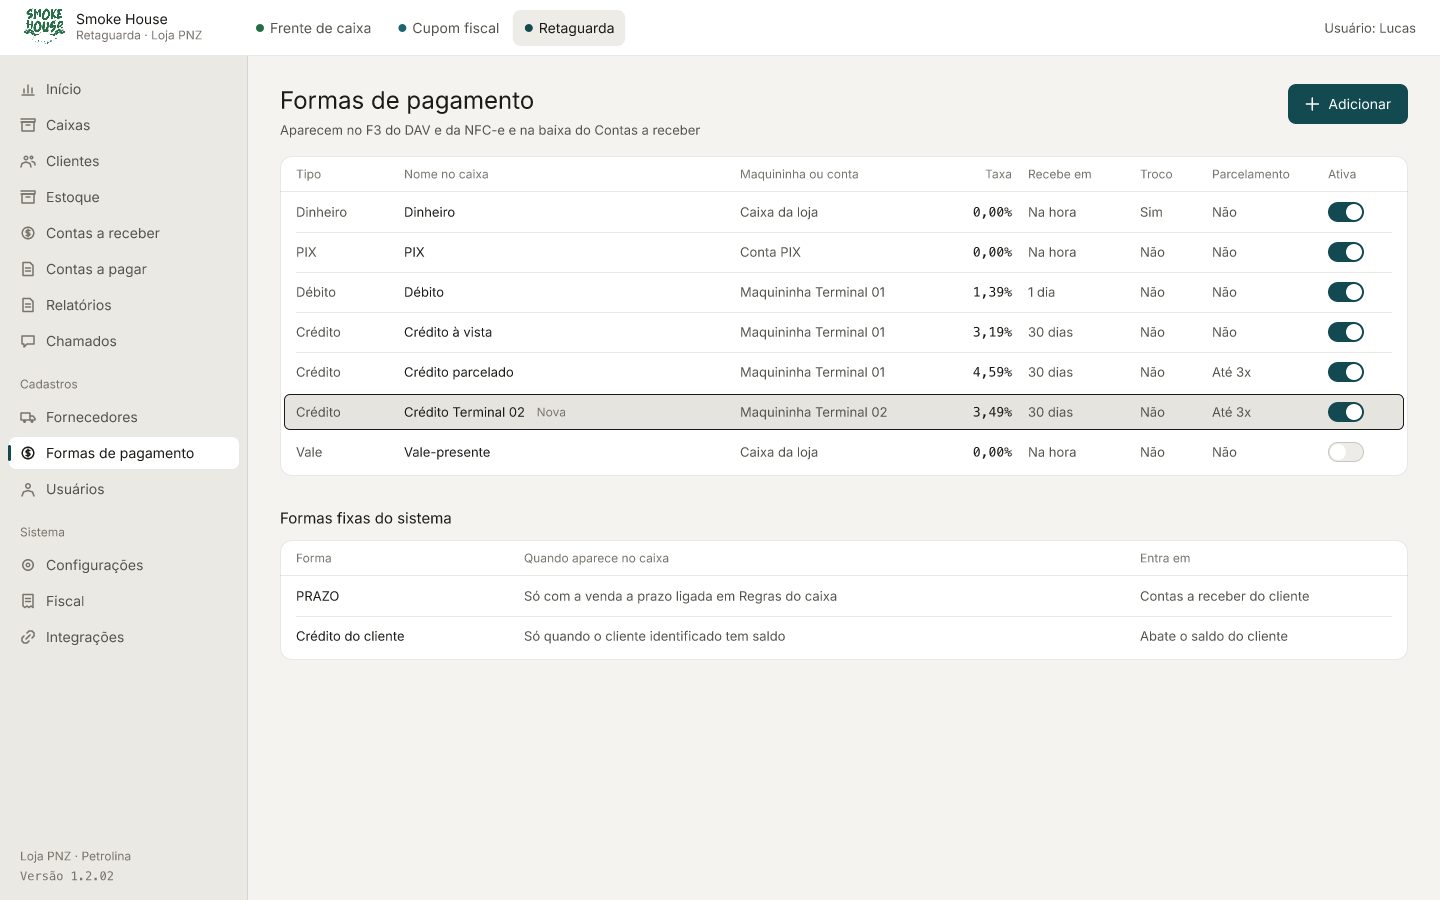 SMOKE HOUSE
Smoke House
Retaguarda · Loja PNZ
Frente de caixa
Cupom fiscal
Retaguarda
Usuário: Lucas
Início
Caixas
Clientes
Estoque
Contas a receber
Contas a pagar
Relatórios
Chamados
Cadastros
Fornecedores
Formas de pagamento
Usuários
Sistema
Configurações
Fiscal
Integrações
Loja PNZ · Petrolina
Versão 1.2.02
Formas de pagamento
Aparecem no F3 do DAV e da NFC-e e na baixa do Contas a receber
Adicionar
Tipo Nome no caixa Maquininha ou conta Taxa Recebe em Troco Parcelamento Ativa
Dinheiro Dinheiro Caixa da loja 0,00% Na hora Sim Não
PIX PIX Conta PIX 0,00% Na hora Não Não
Débito Débito Maquininha Terminal 01 1,39% 1 dia Não Não
Crédito Crédito à vista Maquininha Terminal 01 3,19% 30 dias Não Não
Crédito Crédito parcelado Maquininha Terminal 01 4,59% 30 dias Não Até 3x
Crédito Crédito Terminal 02 Nova Maquininha Terminal 02 3,49% 30 dias Não Até 3x
Vale Vale-presente Caixa da loja 0,00% Na hora Não Não
Formas fixas do sistema
Forma Quando aparece no caixa Entra em
PRAZO Só com a venda a prazo ligada em Regras do caixa Contas a receber do cliente
Crédito do cliente Só quando o cliente identificado tem saldo Abate o saldo do cliente